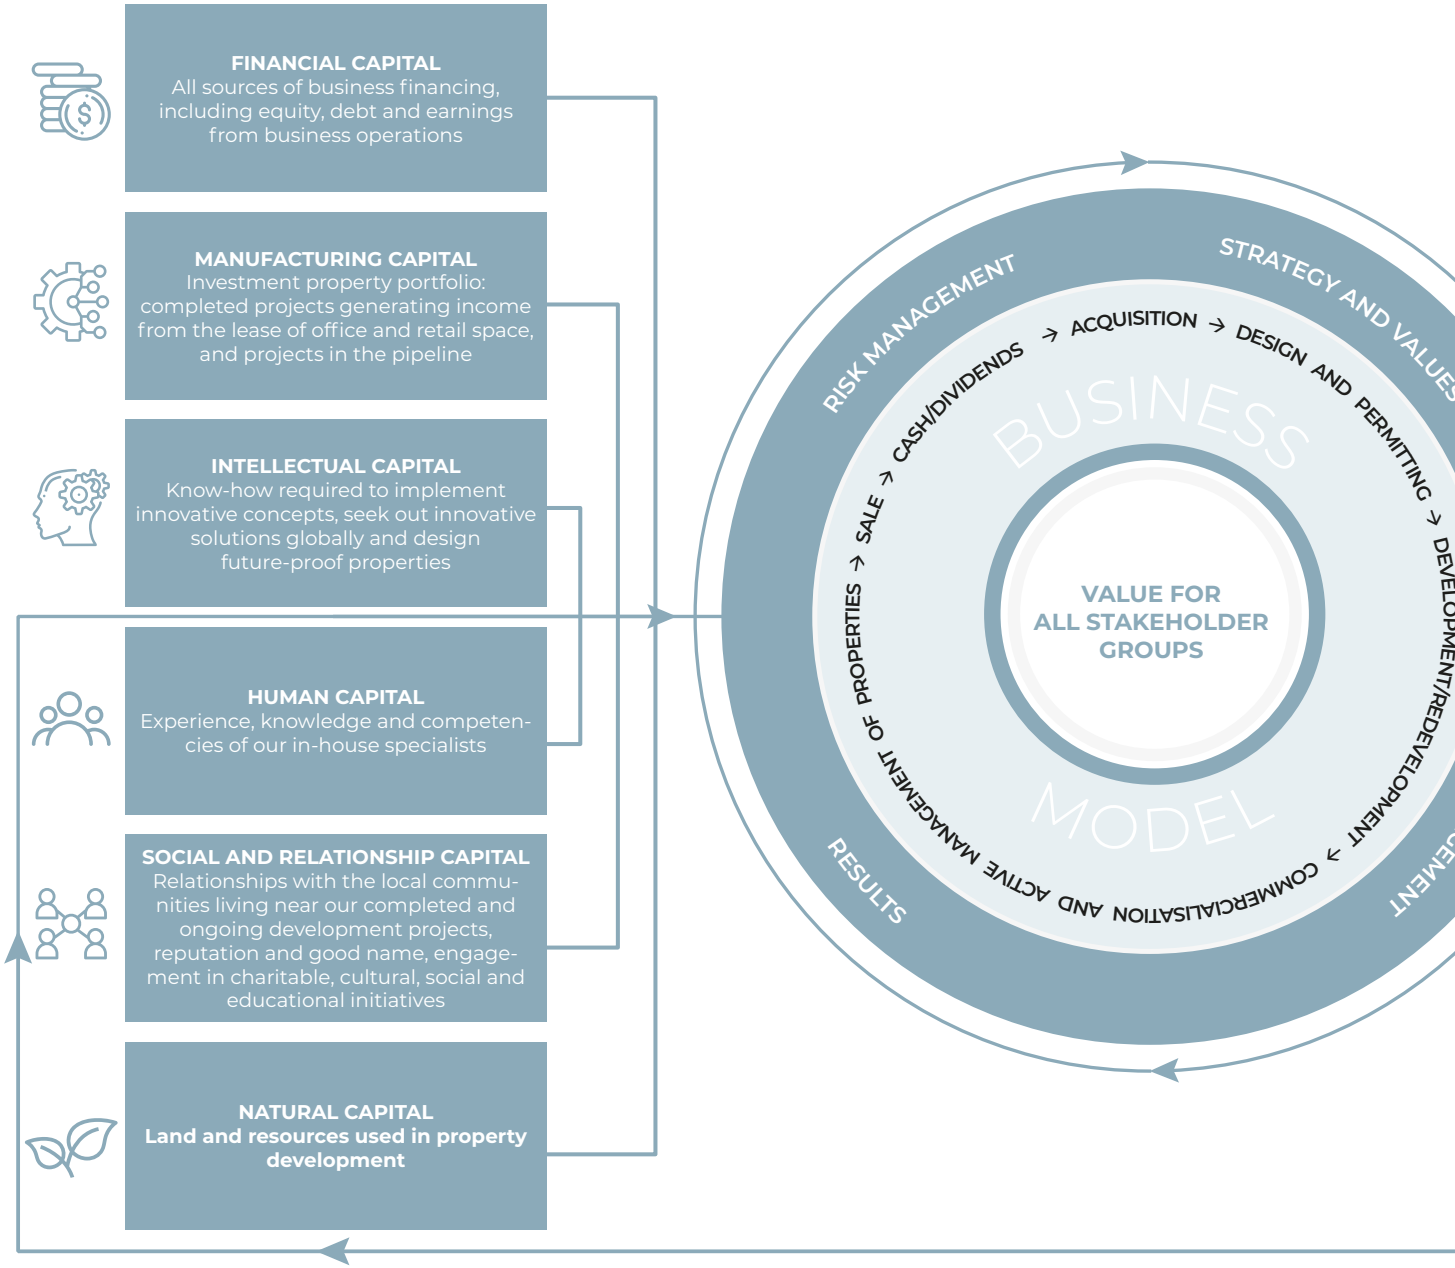 FINANCIAL CAPITAL
All sources of business financing,
including equity, debt and earnings
from business operations
MANUFACTURING CAPITAL
Investment property portfolio:
completed projects generating income
from the lease of office and retail space,
and projects in the pipeline
INTELLECTUAL CAPITAL
Know-how required to implement
innovative concepts, seek out innovative
solutions globally and design
future-proof properties
HUMAN CAPITAL
Experience, knowledge and competen-
cies of our in-house specialists
SOCIAL AND RELATIONSHIP CAPITAL
Relationships with the local commu-
nities living near our completed and
ongoing development projects,
reputation and good name, engage-
ment in charitable, cultural, social and
educational initiatives
NATURAL CAPITAL
Land and resources used in property
development
RISK MANAGEMENT
STRATEGY AND VALUES
RESULTS
→ ACQUISITION → DESIGN AND PERMITTING → DEVELOPMENT/REDEVELOPMENT → COMMERCIALISATION AND ACTIVE MANAGEMENT OF PROPERTIES → SALE → CASH/DIVIDENDS
BUSINESS
MODEL
VALUE FOR
ALL STAKEHOLDER
GROUPS